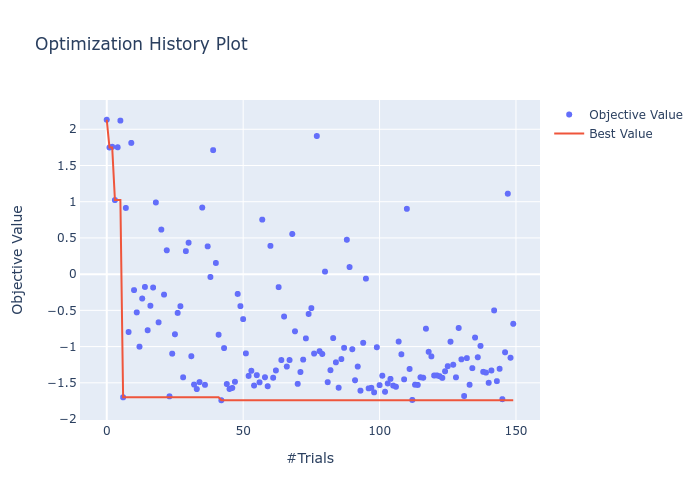 Optimization History Plot
Objective Value
Best Value
2
1.5
1
0.5
0
−0.5
−1
−1.5
−2
Objective Value
0
50
100
150
#Trials